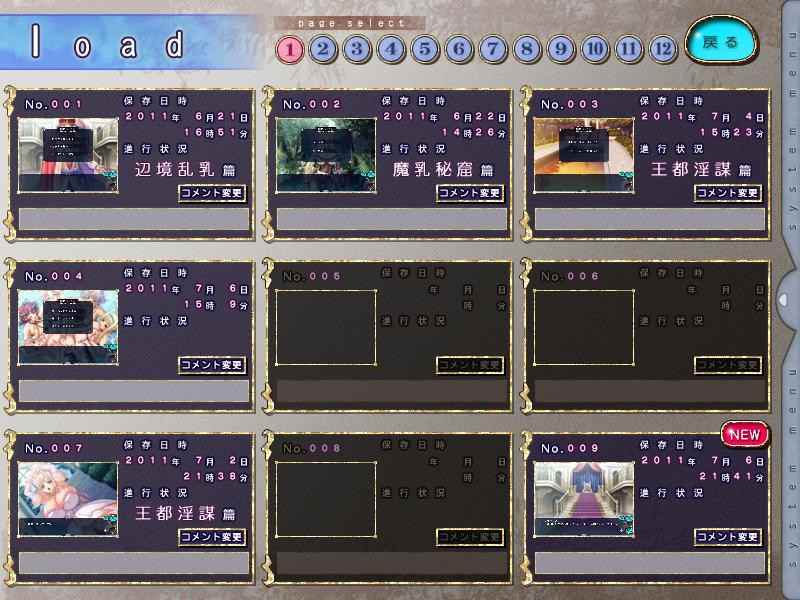 load
page select
1 2 3 4 5 6 7 8 9 10 11 12
戻る
system menu
No.001
保存日時
2011年 6月21日
16時51分
進行状況
辺境乱乳 篇
コメント変更
No.002
保存日時
2011年 6月22日
14時26分
進行状況
魔乳秘窟 篇
コメント変更
No.003
保存日時
2011年 7月 4日
15時23分
進行状況
王都淫謀 篇
コメント変更
No.004
保存日時
2011年 7月 6日
15時 9分
進行状況
コメント変更
No.005
保存日時
年 月 日
時 分
進行状況
コメント変更
No.006
保存日時
年 月 日
時 分
進行状況
コメント変更
No.007
保存日時
2011年 7月 2日
21時38分
進行状況
王都淫謀 篇
コメント変更
No.008
保存日時
年 月 日
時 分
進行状況
コメント変更
NEW
No.009
保存日時
2011年 7月 6日
21時41分
進行状況
コメント変更
system menu